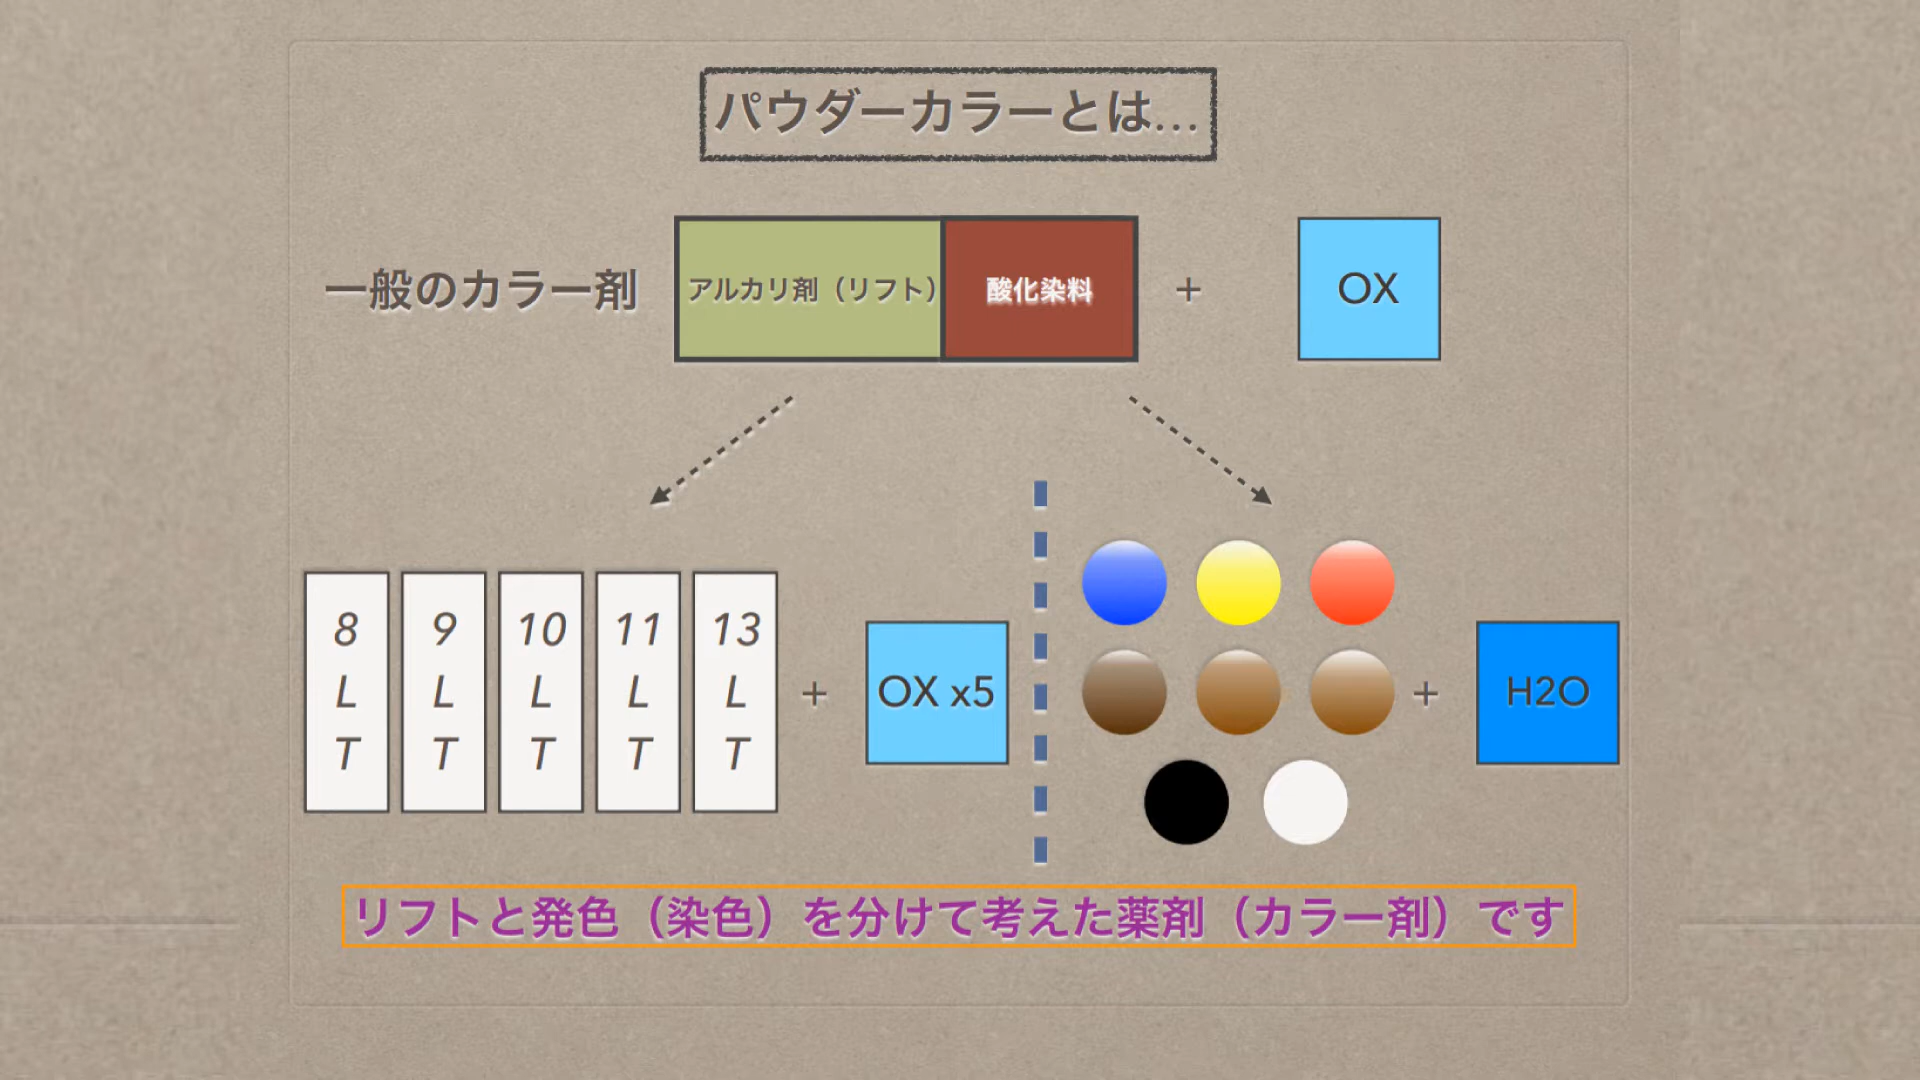 パウダーカラーとは...
一般のカラー剤
アルカリ剤（リフト）
酸化染料
+
OX
8
L
T
9
L
T
10
L
T
11
L
T
13
L
T
+
OX x5
+
H2O
リフトと発色（染色）を分けて考えた薬剤（カラー剤）です